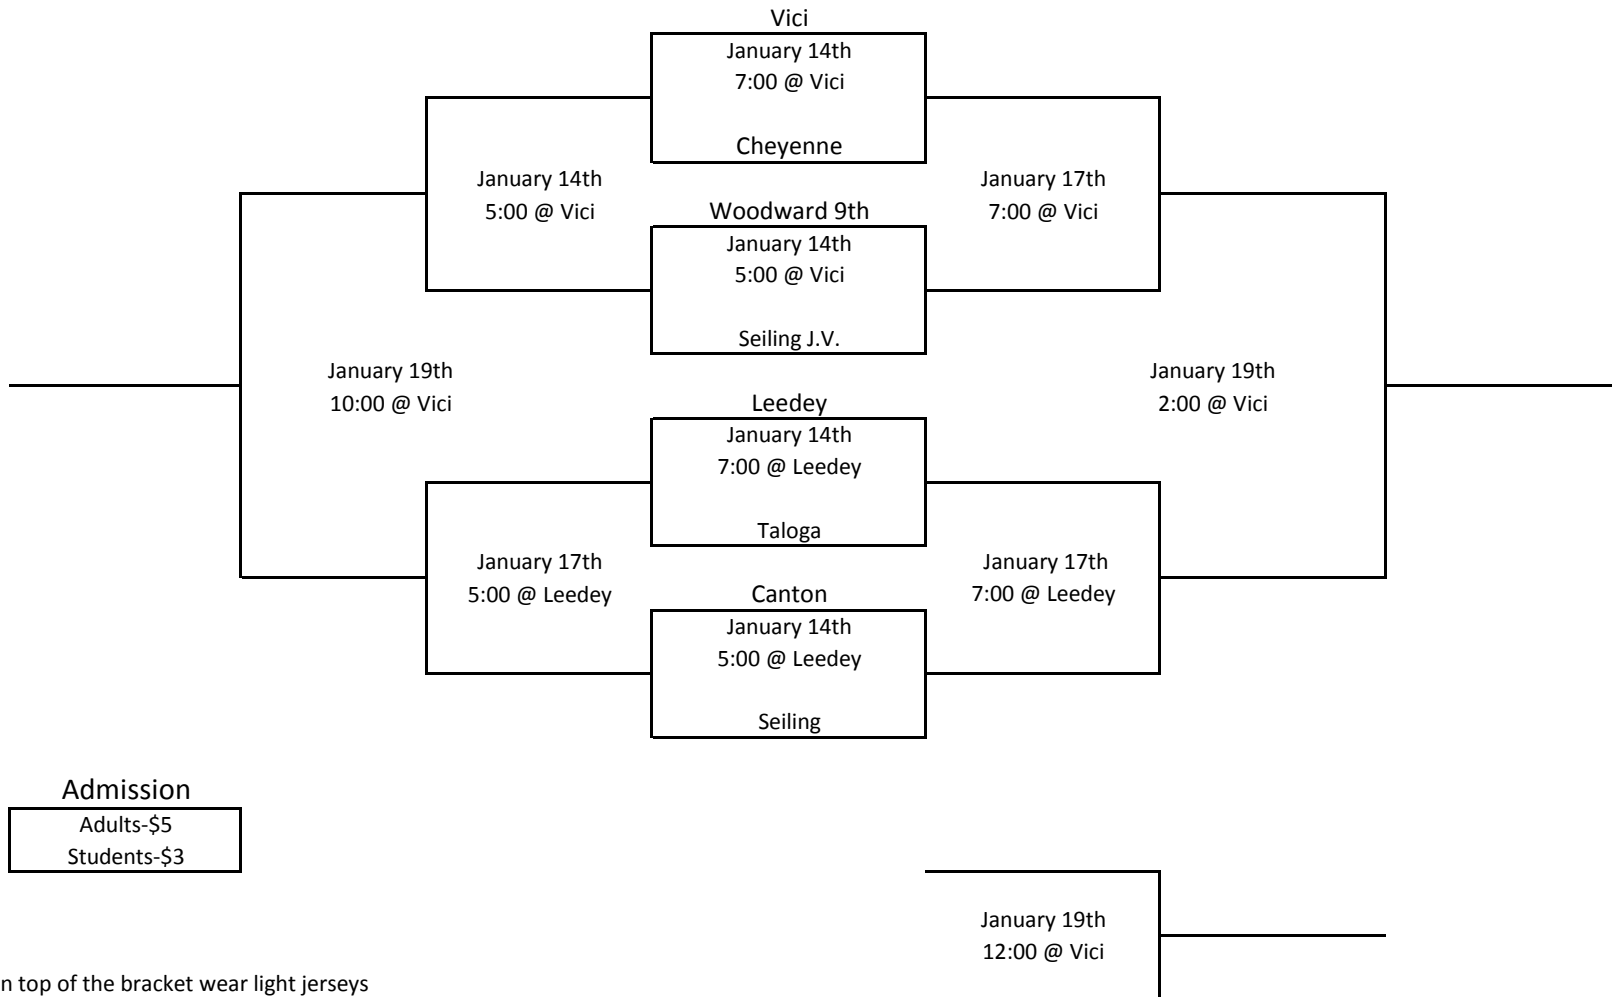 Vici
January 14th
7:00 @ Vici
Cheyenne
January 14th
5:00 @ Vici
January 17th
7:00 @ Vici
Woodward 9th
January 14th
5:00 @ Vici
Seiling J.V.
January 19th
10:00 @ Vici
January 19th
2:00 @ Vici
Leedey
January 14th
7:00 @ Leedey
Taloga
January 17th
5:00 @ Leedey
January 17th
7:00 @ Leedey
Canton
January 14th
5:00 @ Leedey
Seiling
Admission
Adults-$5
Students-$3
January 19th
12:00 @ Vici
n top of the bracket wear light jerseys